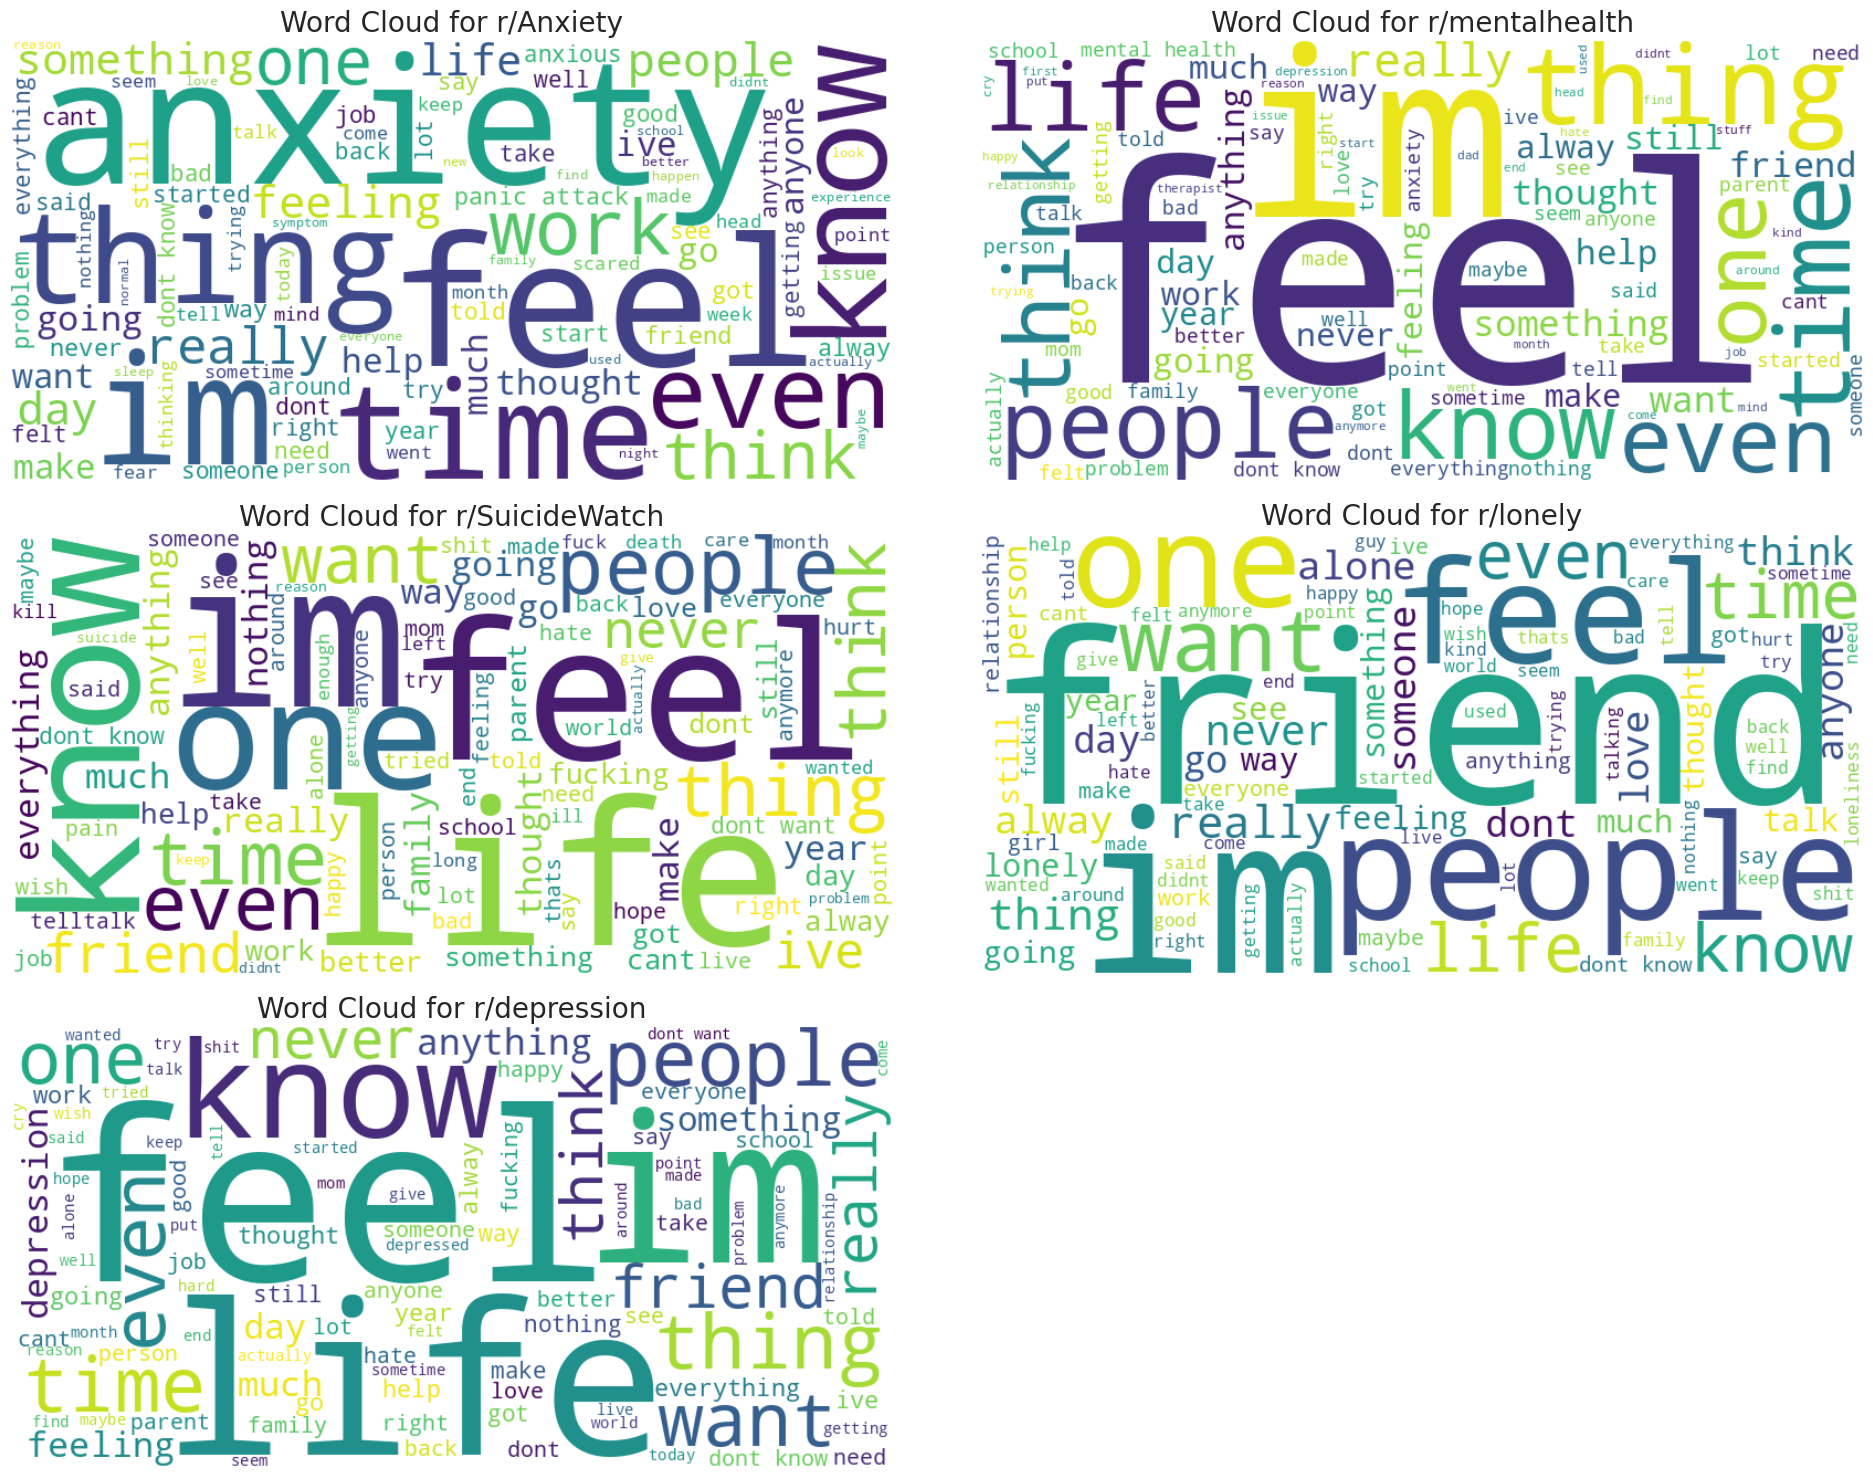 Word Cloud for r/Anxiety
reason
something
one
life
anxious
people
know
seem
love
say
well
didnt
anxiety
everything
cant
talk
job
keep
come
back
lot
good
school
ive
anything
anyone
look
still
bad
new
take
better
find
happen
said
started
feeling
panic attack
made
head
experience
nothing
dont know
trying
symptom
work
see
go
getting
point
thing
feel
family
scared
issue
problem
normal
today
month
got
week
going
tell
way
mind
told
start
friend
never
really
everyone
help
much
used
alway
actually
want
sleep
sometime
around
try
thought
even
im
time
day
thinking
dont
right
year
went
night
think
maybe
felt
need
make
fear
someone
person
Word Cloud for r/mentalhealth
school
mental health
really
thing
didnt
used
lot
need
cry
first
put
life
much
depression
reason
way
im
head
find
anything
issue
say
right
start
ive
hate
still
stuff
happy
think
getting
told
love
try
anxiety
dad
alway
end
see
friend
relationship
therapist
talk
bad
thought
parent
time
seem
anyone
one
kind
person
feel
day
made
feeling
maybe
help
around
trying
back
go
work
year
well
said
cant
mom
better
never
something
take
job
started
going
month
point
tell
someone
actually
good
family
everyone
went
sometime
make
want
mind
people
got
anymore
know
come
even
felt
problem
dont know
dont
everything
nothing
Word Cloud for r/SuicideWatch
maybe
someone
nothing
want
shit
made
fuck
death
care
month
know
see
going
people
think
kill
anything
im
reason
way
good
go
back
love
everyone
suicide
well
around
mom
left
hate
never
hurt
everything
enough
anyone
feel
give
said
try
parent
still
anymore
dont know
one
getting
feeling
world
actually
dont
much
alone
tried
end
told
fucking
thing
wanted
help
take
life
need
pain
really
family
school
thought
ill
dont want
year
time
keep
person
long
make
day
point
wish
happy
lot
thats
say
problem
tell
talk
even
bad
hope
right
alway
friend
work
got
job
didnt
better
something
cant
live
ive
Word Cloud for r/lonely
relationship
person
help
told
one
alone
guy
ive
even
everything
think
cant
happy
feel
care
sometime
time
felt
anymore
point
something
someone
hope
tell
got
hurt
anyone
need
friend
give
want
wish
kind
world
thats
bad
seem
try
year
end
see
thought
left
better
used
back
still
day
never
trying
talking
love
well
fucking
hate
go
way
anything
find
started
make
everyone
loneliness
alway
take
really
feeling
dont
much
talk
girl
made
come
live
people
nothing
lonely
said
didnt
lot
went
say
wanted
around
work
keep
shit
thing
im
good
getting
actually
going
right
maybe
life
family
know
school
dont know
Word Cloud for r/depression
wanted
try
shit
never
anything
dont want
one
know
talk
happy
think
people
come
work
tried
everyone
cry
wish
feel
something
depression
said
keep
tell
started
alway
fucking
im
say
school
really
hope
even
good
mom
give
point
made
alone
put
thought
someone
way
around
bad
take
problem
anymore
relationship
depressed
well
job
going
hard
still
anyone
better
friend
year
see
told
cant
month
end
life
day
lot
felt
nothing
thing
reason
person
actually
hate
sometime
make
time
much
go
help
love
everything
ive
find
maybe
parent
family
right
got
live
world
want
getting
feeling
seem
back
dont
today
dont know
need